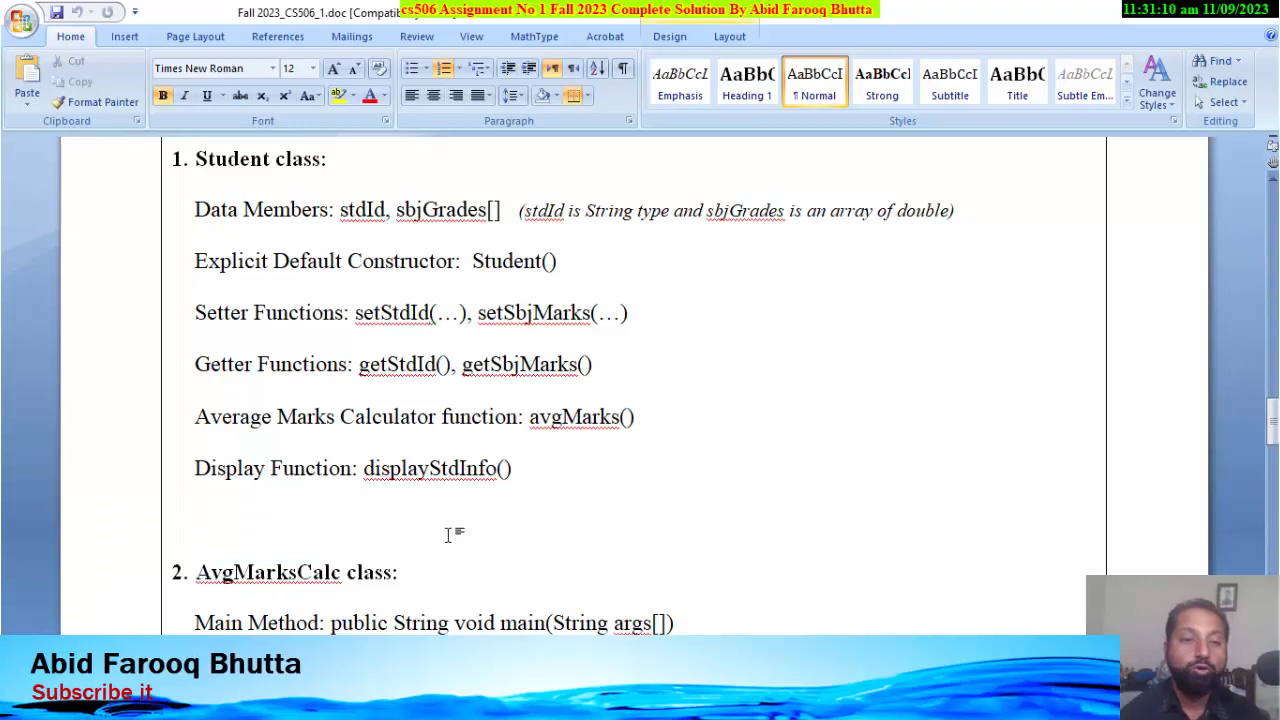 Fall 2023_CS506_1.doc [Compati
cs506 Assignment No 1 Fall 2023 Complete Solution By Abid Farooq Bhutta
11:31:10 am 11/09/2023
Home Insert Page Layout References Mailings Review View MathType Acrobat Design Layout
Paste
Cut
Copy
Format Painter
Clipboard
Times New Roman 12
B I U abc x₂ x² Aa
Font
Paragraph
AaBbCcI Emphasis
AaBbC Heading 1
AaBbCcI ¶ Normal
AaBbCcI Strong
AaBbCcI Subtitle
AaBbCcI Title
AaBbCcI Subtle Em...
Change Styles
Styles
Find
Replace
Select
Editing
1. Student class:
Data Members: stdId, sbjGrades[] (stdId is String type and sbjGrades is an array of double)
Explicit Default Constructor: Student()
Setter Functions: setStdId(…), setSbjMarks(…)
Getter Functions: getStdId(), getSbjMarks()
Average Marks Calculator function: avgMarks()
Display Function: displayStdInfo()
2. AvgMarksCalc class:
Main Method: public String void main(String args[])
Abid Farooq Bhutta
Subscribe it